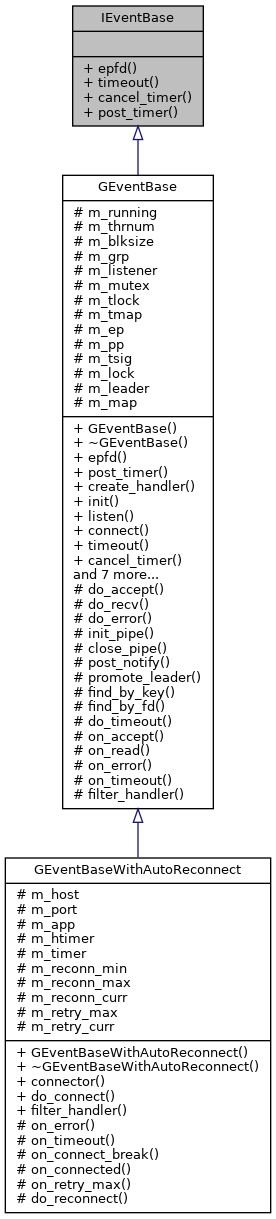 IEventBase
+ epfd()
+ timeout()
+ cancel_timer()
+ post_timer()
GEventBase
# m_running
# m_thrnum
# m_blksize
# m_grp
# m_listener
# m_mutex
# m_tlock
# m_tmap
# m_ep
# m_pp
# m_tsig
# m_lock
# m_leader
# m_map
+ GEventBase()
+ ~GEventBase()
+ epfd()
+ post_timer()
+ create_handler()
+ init()
+ listen()
+ connect()
+ timeout()
+ cancel_timer()
and 7 more...
# do_accept()
# do_recv()
# do_error()
# init_pipe()
# close_pipe()
# post_notify()
# promote_leader()
# find_by_key()
# find_by_fd()
# do_timeout()
# on_accept()
# on_read()
# on_error()
# on_timeout()
# filter_handler()
GEventBaseWithAutoReconnect
# m_host
# m_port
# m_app
# m_htimer
# m_timer
# m_reconn_min
# m_reconn_max
# m_reconn_curr
# m_retry_max
# m_retry_curr
+ GEventBaseWithAutoReconnect()
+ ~GEventBaseWithAutoReconnect()
+ connector()
+ do_connect()
+ filter_handler()
# on_error()
# on_timeout()
# on_connect_break()
# on_connected()
# on_retry_max()
# do_reconnect()